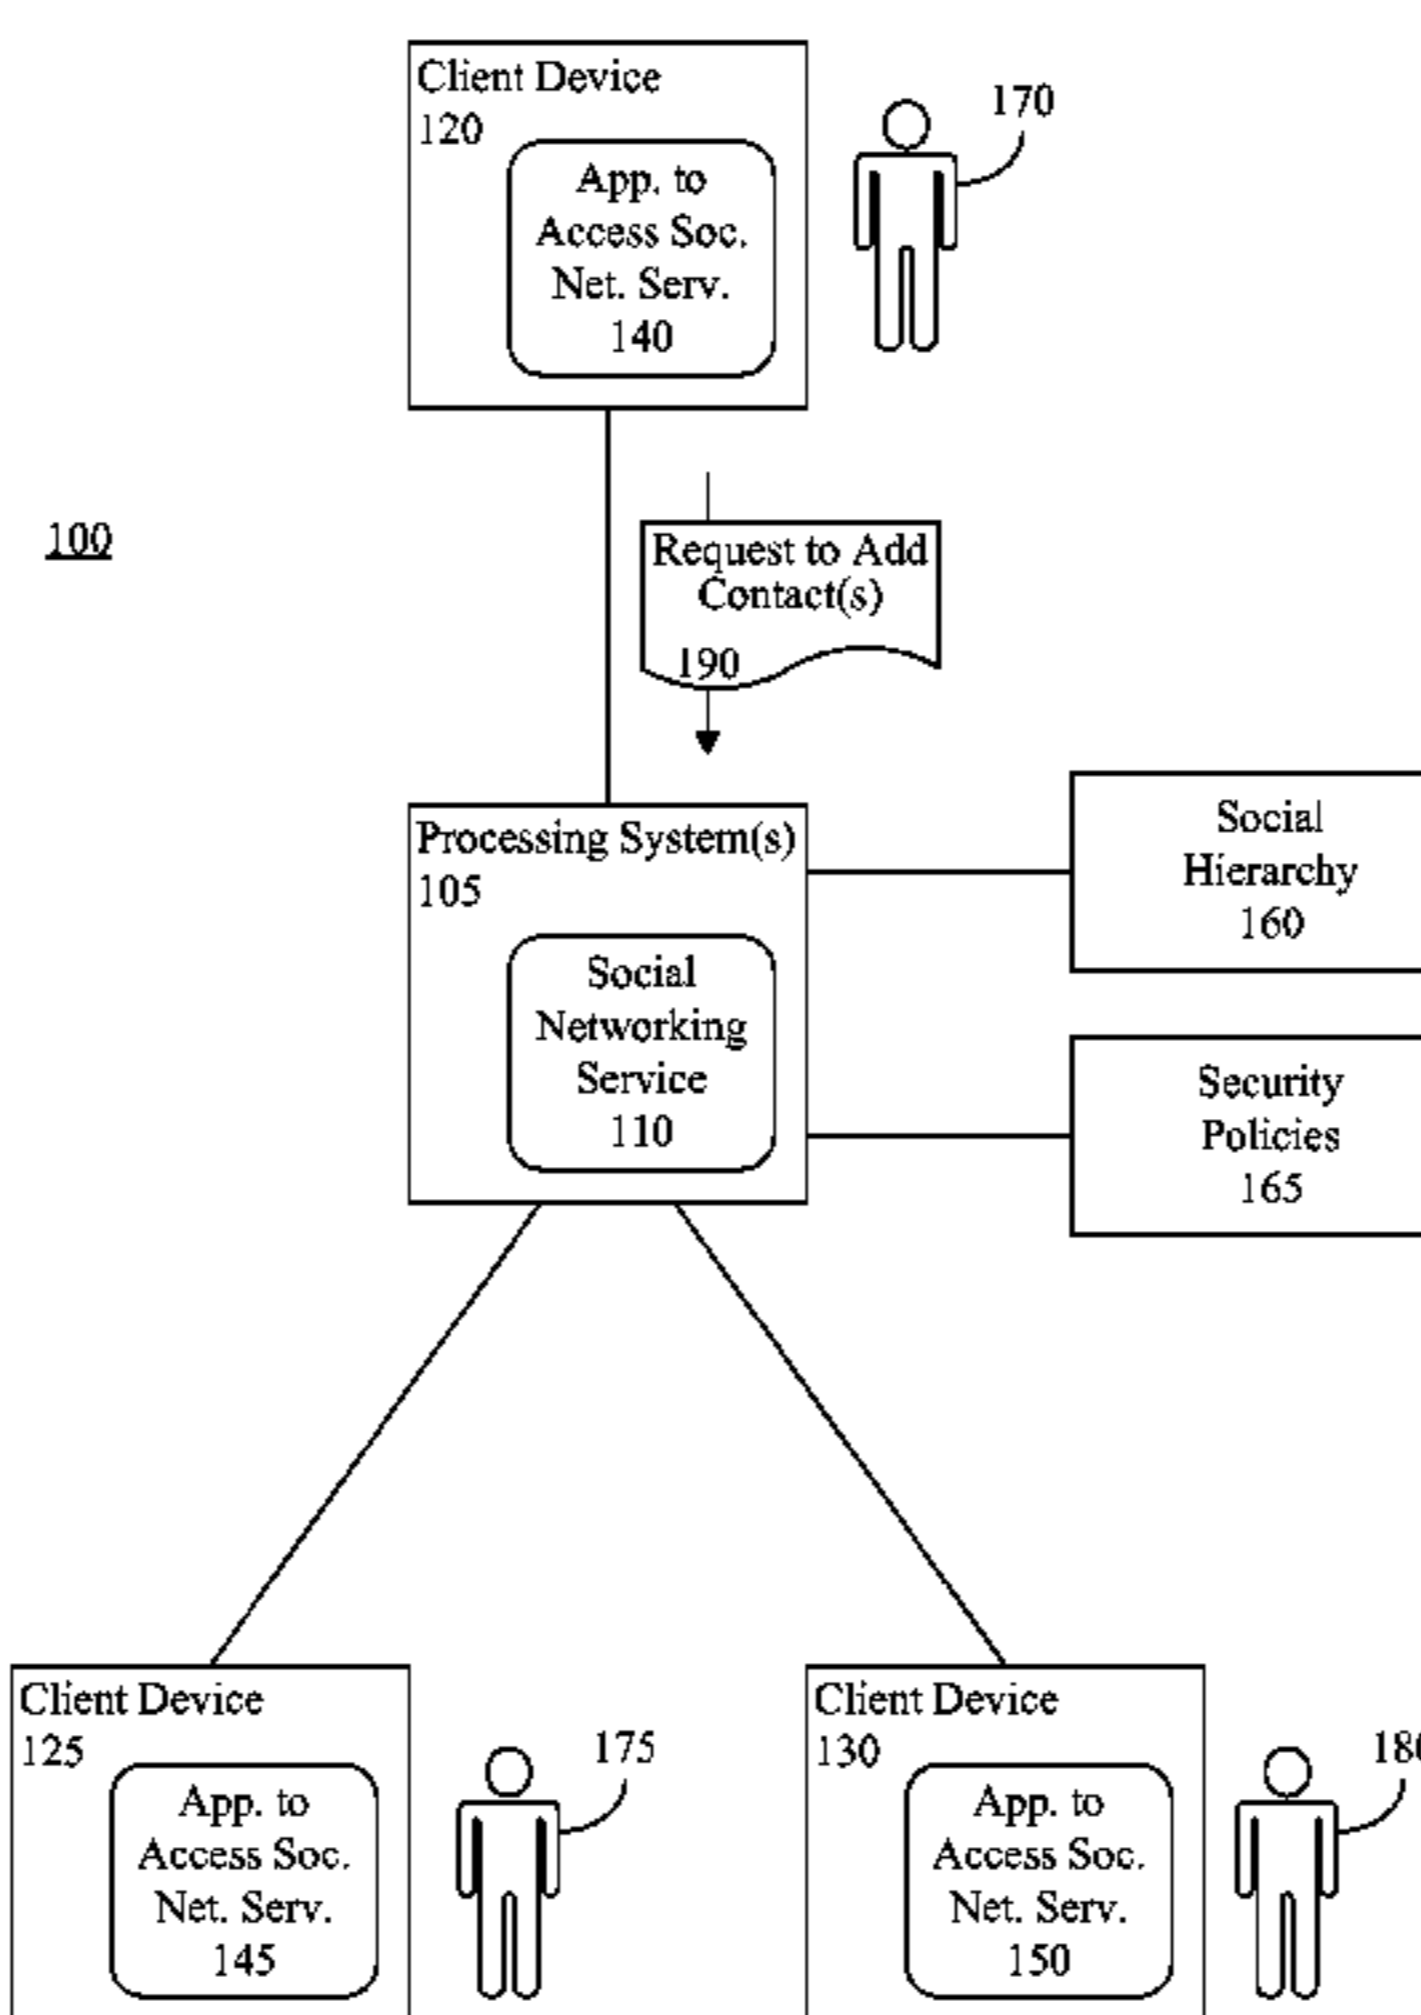 Client Device
120
App. to
Access Soc.
Net. Serv.
140
170
100
Request to Add
Contact(s)
190
Processing System(s)
105
Social
Networking
Service
110
Social
Hierarchy
160
Security
Policies
165
Client Device
125
App. to
Access Soc.
Net. Serv.
145
175
Client Device
130
App. to
Access Soc.
Net. Serv.
150
180